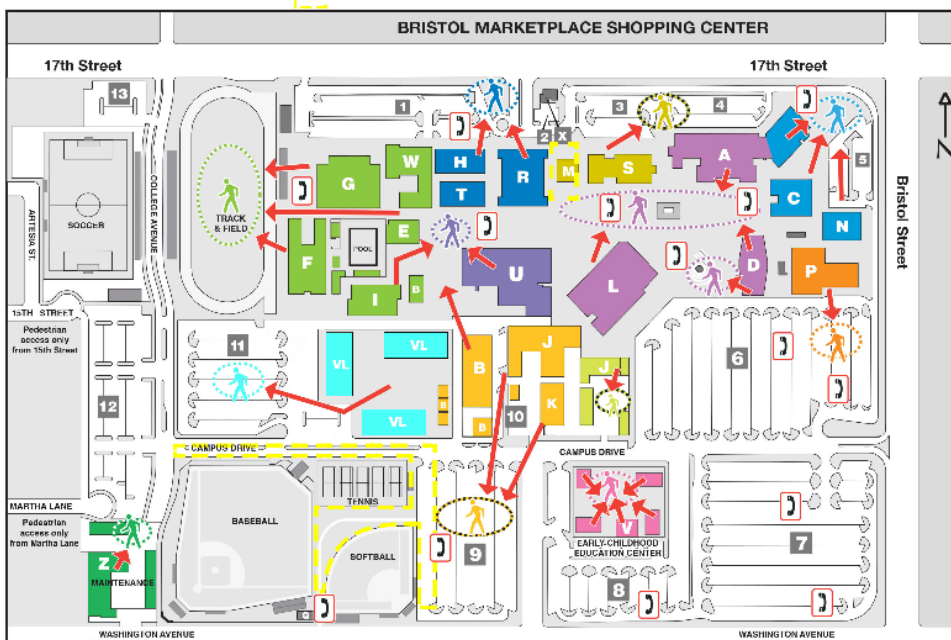 BRISTOL MARKETPLACE SHOPPING CENTER
17th Street
17th Street
13
1
2
X
3
4
5
N
W
G
H
T
R
M
S
A
C
N
COLLEGE AVENUE
ARTESIA ST.
SOCCER
TRACK
& FIELD
F
POOL
E
I
B
U
L
D
P
Bristol Street
15TH STREET
Pedestrian
access only
from 15th Street
11
12
VL
VL
VL
B
B
B
J
J
K
10
6
CAMPUS DRIVE
CAMPUS DRIVE
MARTHA LANE
Pedestrian
access only
from Martha Lane
BASEBALL
TENNIS
SOFTBALL
9
V
EARLY-CHILDHOOD
EDUCATION CENTER
7
8
Z
MAINTENANCE
WASHINGTON AVENUE
WASHINGTON AVENUE